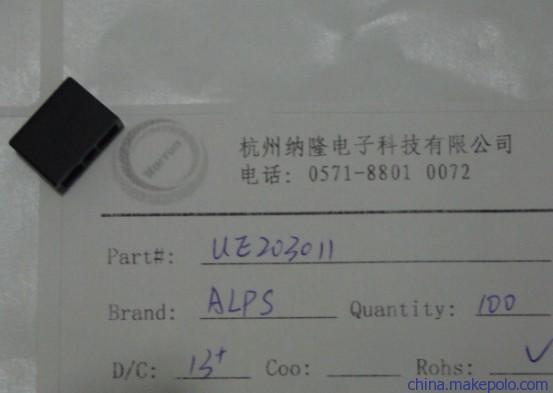 杭州纳隆电子科技有限公司
电话: 0571-8801 0072
Part#: UE203011
Brand: ALPS Quantity: 100
D/C: 13+ Coo: Rohs: ✓
china.makepolo.com